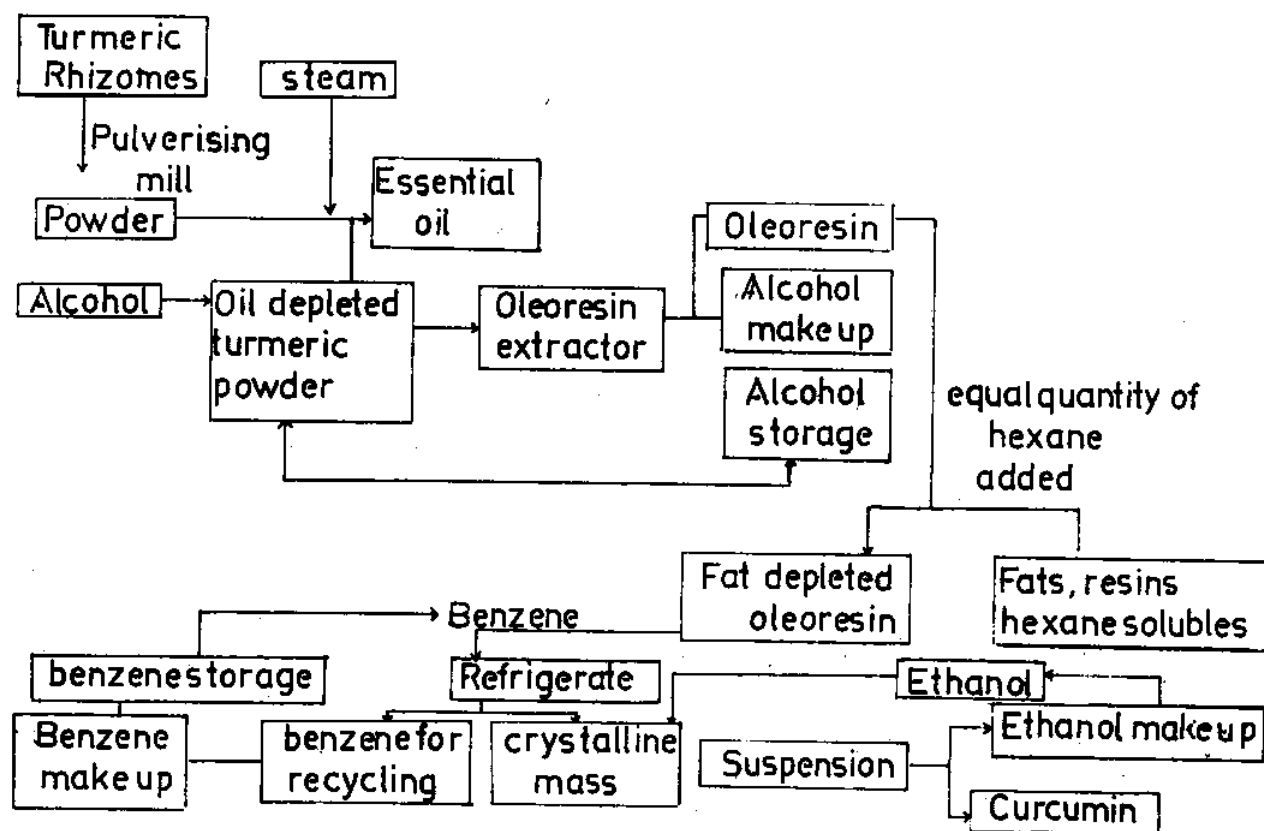 Turmeric
Rhizomes
steam
Pulverising
mill
Essential
oil
Powder
Oleoresin
Alcohol
Oil depleted
turmeric
powder
Oleoresin
extractor
Alcohol
make up
Alcohol
storage
equal quantity of
hexane
added
Fat depleted
oleoresin
Fats, resins
hexane solubles
Benzene
benzene storage
Refrigerate
Ethanol
Benzene
make up
benzene for
recycling
crystalline
mass
Suspension
Ethanol make up
Curcumin